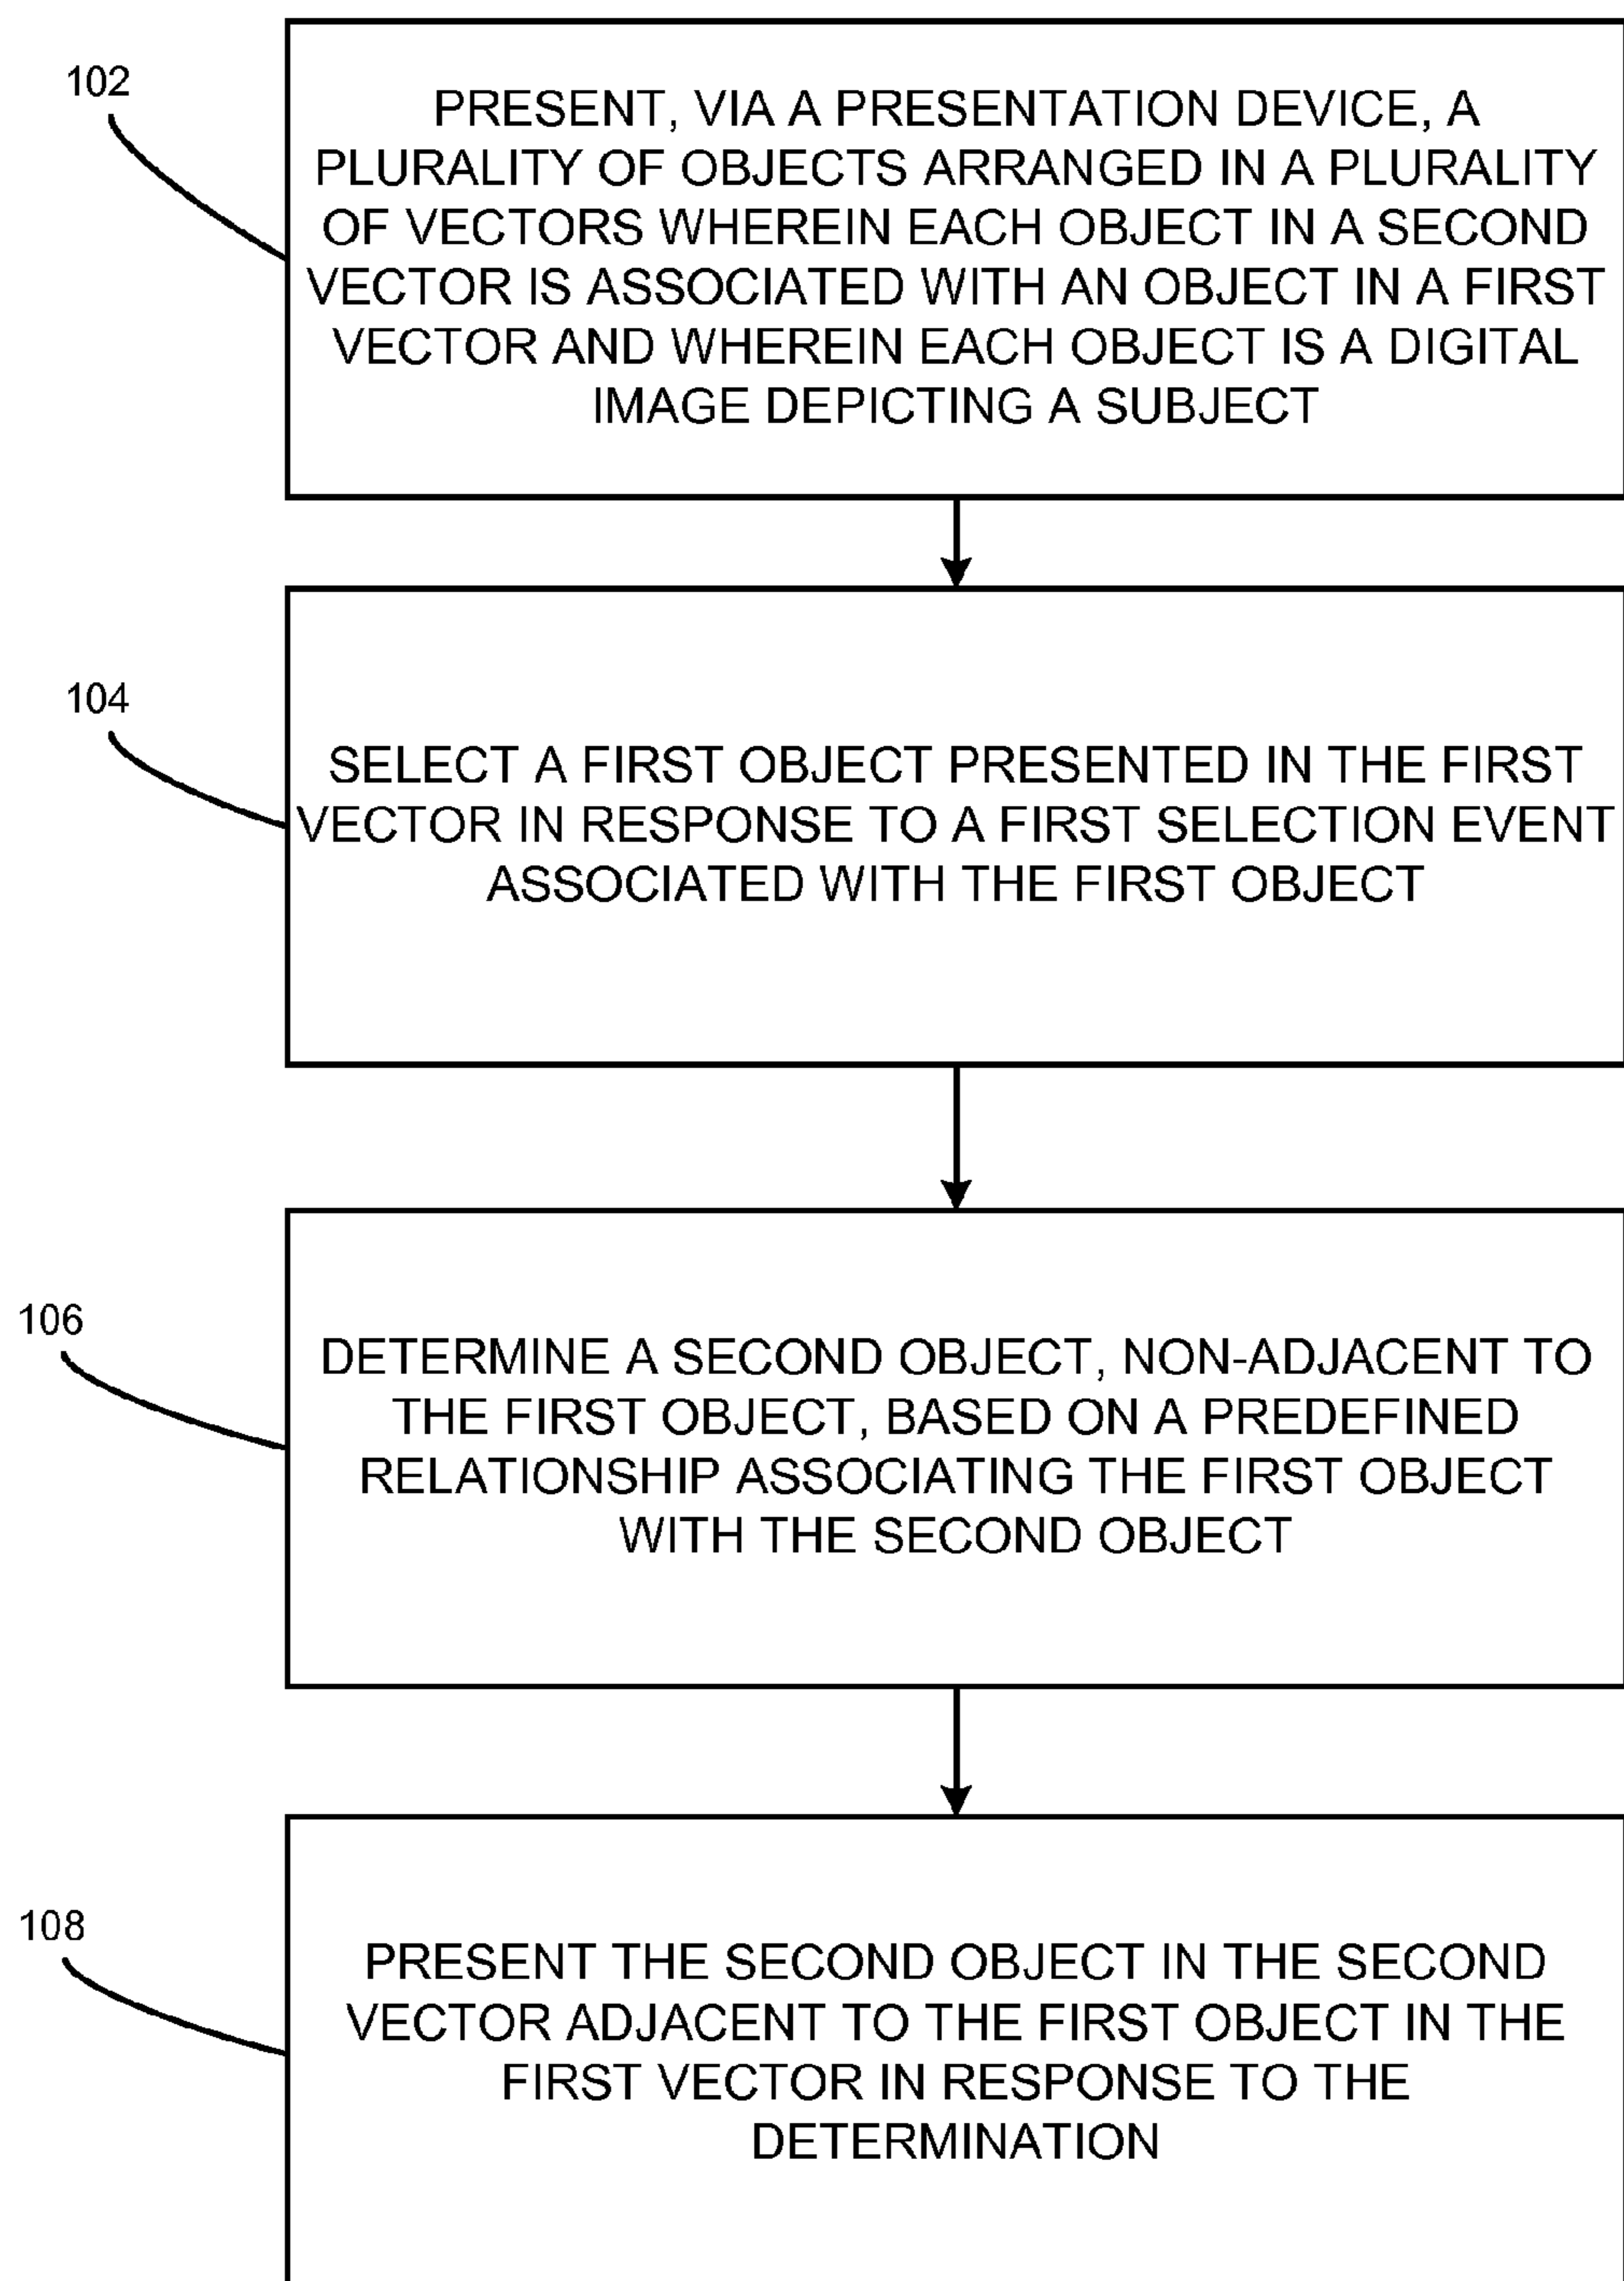 102
PRESENT, VIA A PRESENTATION DEVICE, A
PLURALITY OF OBJECTS ARRANGED IN A PLURALITY
OF VECTORS WHEREIN EACH OBJECT IN A SECOND
VECTOR IS ASSOCIATED WITH AN OBJECT IN A FIRST
VECTOR AND WHEREIN EACH OBJECT IS A DIGITAL
IMAGE DEPICTING A SUBJECT
104
SELECT A FIRST OBJECT PRESENTED IN THE FIRST
VECTOR IN RESPONSE TO A FIRST SELECTION EVENT
ASSOCIATED WITH THE FIRST OBJECT
106
DETERMINE A SECOND OBJECT, NON-ADJACENT TO
THE FIRST OBJECT, BASED ON A PREDEFINED
RELATIONSHIP ASSOCIATING THE FIRST OBJECT
WITH THE SECOND OBJECT
108
PRESENT THE SECOND OBJECT IN THE SECOND
VECTOR ADJACENT TO THE FIRST OBJECT IN THE
FIRST VECTOR IN RESPONSE TO THE
DETERMINATION